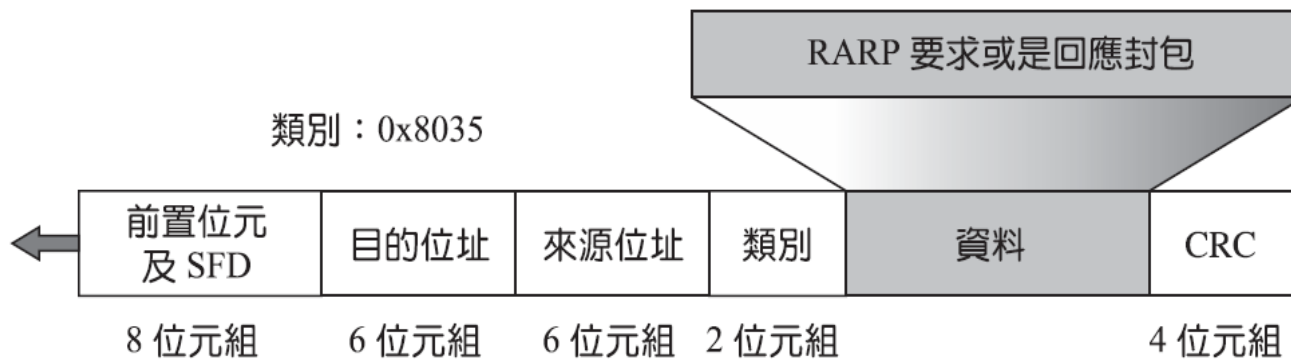 RARP 要求或是回應封包
類別：0x8035
前置位元
及 SFD
目的位址
來源位址
類別
資料
CRC
8 位元組
6 位元組
6 位元組
2 位元組
4 位元組